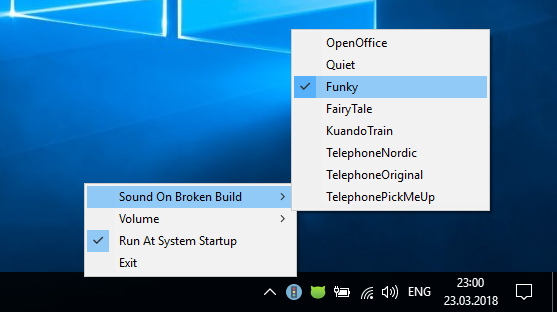 OpenOffice
Quiet
Funky
FairyTale
KuandoTrain
TelephoneNordic
TelephoneOriginal
TelephonePickMeUp
Sound On Broken Build
Volume
Run At System Startup
Exit
ENG
23:00
23.03.2018